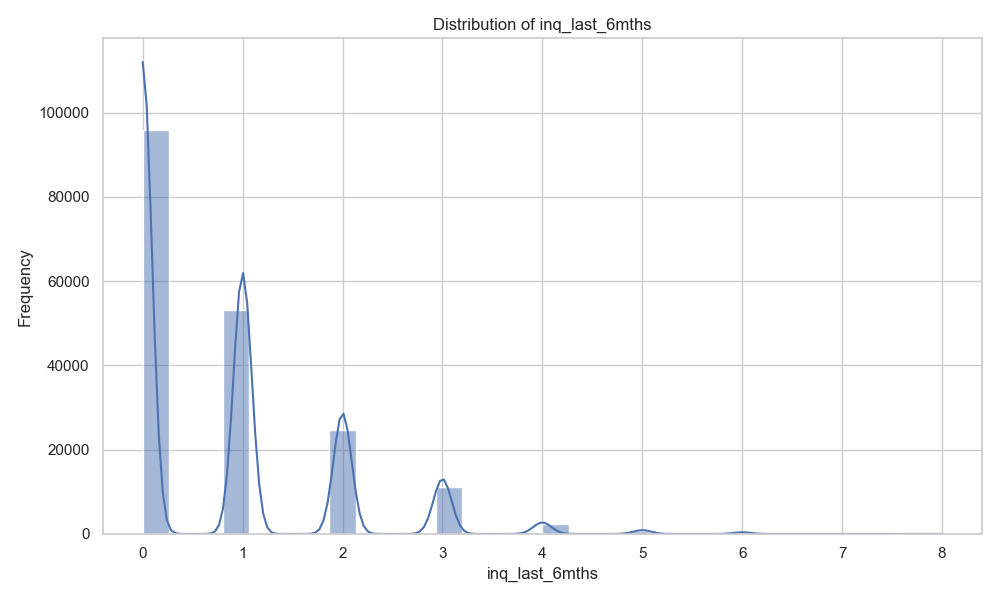 Distribution of inq_last_6mths
Frequency
100000
80000
60000
40000
20000
0
0 1 2 3 4 5 6 7 8
inq_last_6mths